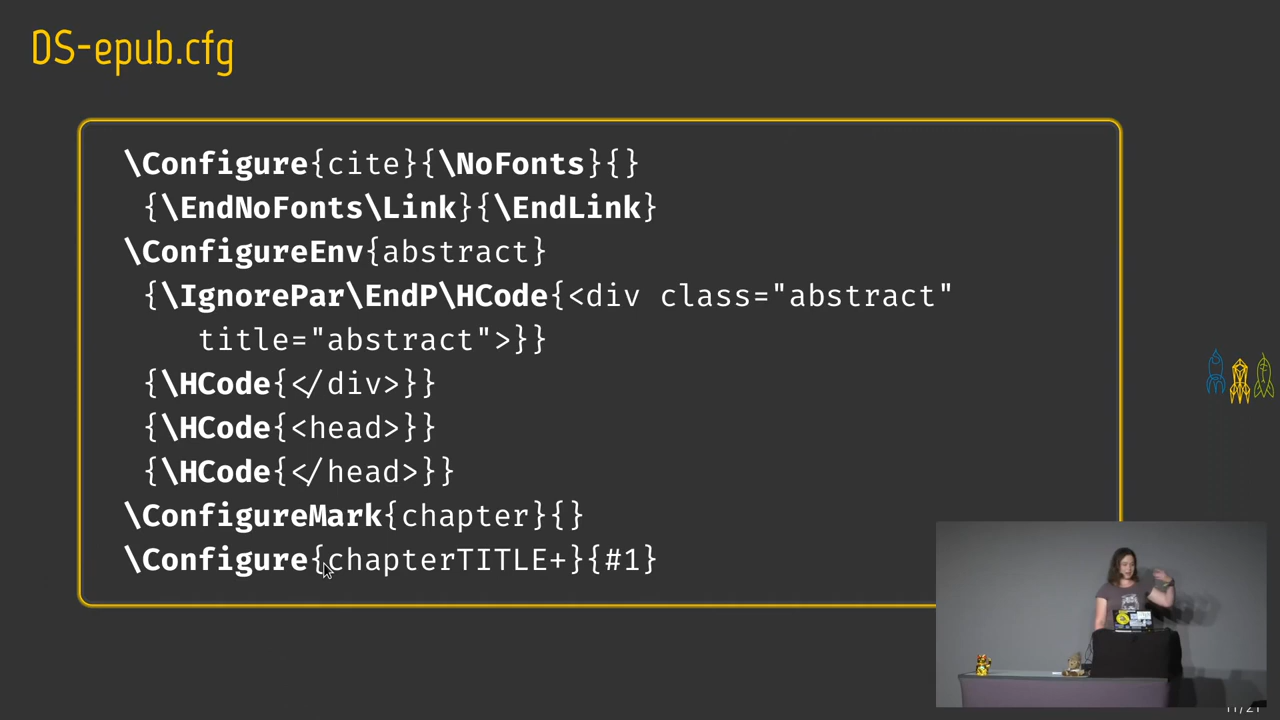 DS-epub.cfg
\Configure{cite}{\NoFonts}{}
{\EndNoFonts\Link}{\EndLink}
\ConfigureEnv{abstract}
{\IgnorePar\EndP\HCode{<div class="abstract"
title="abstract">}}
{\HCode{</div>}}
{\HCode{<head>}}
{\HCode{</head>}}
\ConfigureMark{chapter}{}
\Configure{chapterTITLE+}{#1}